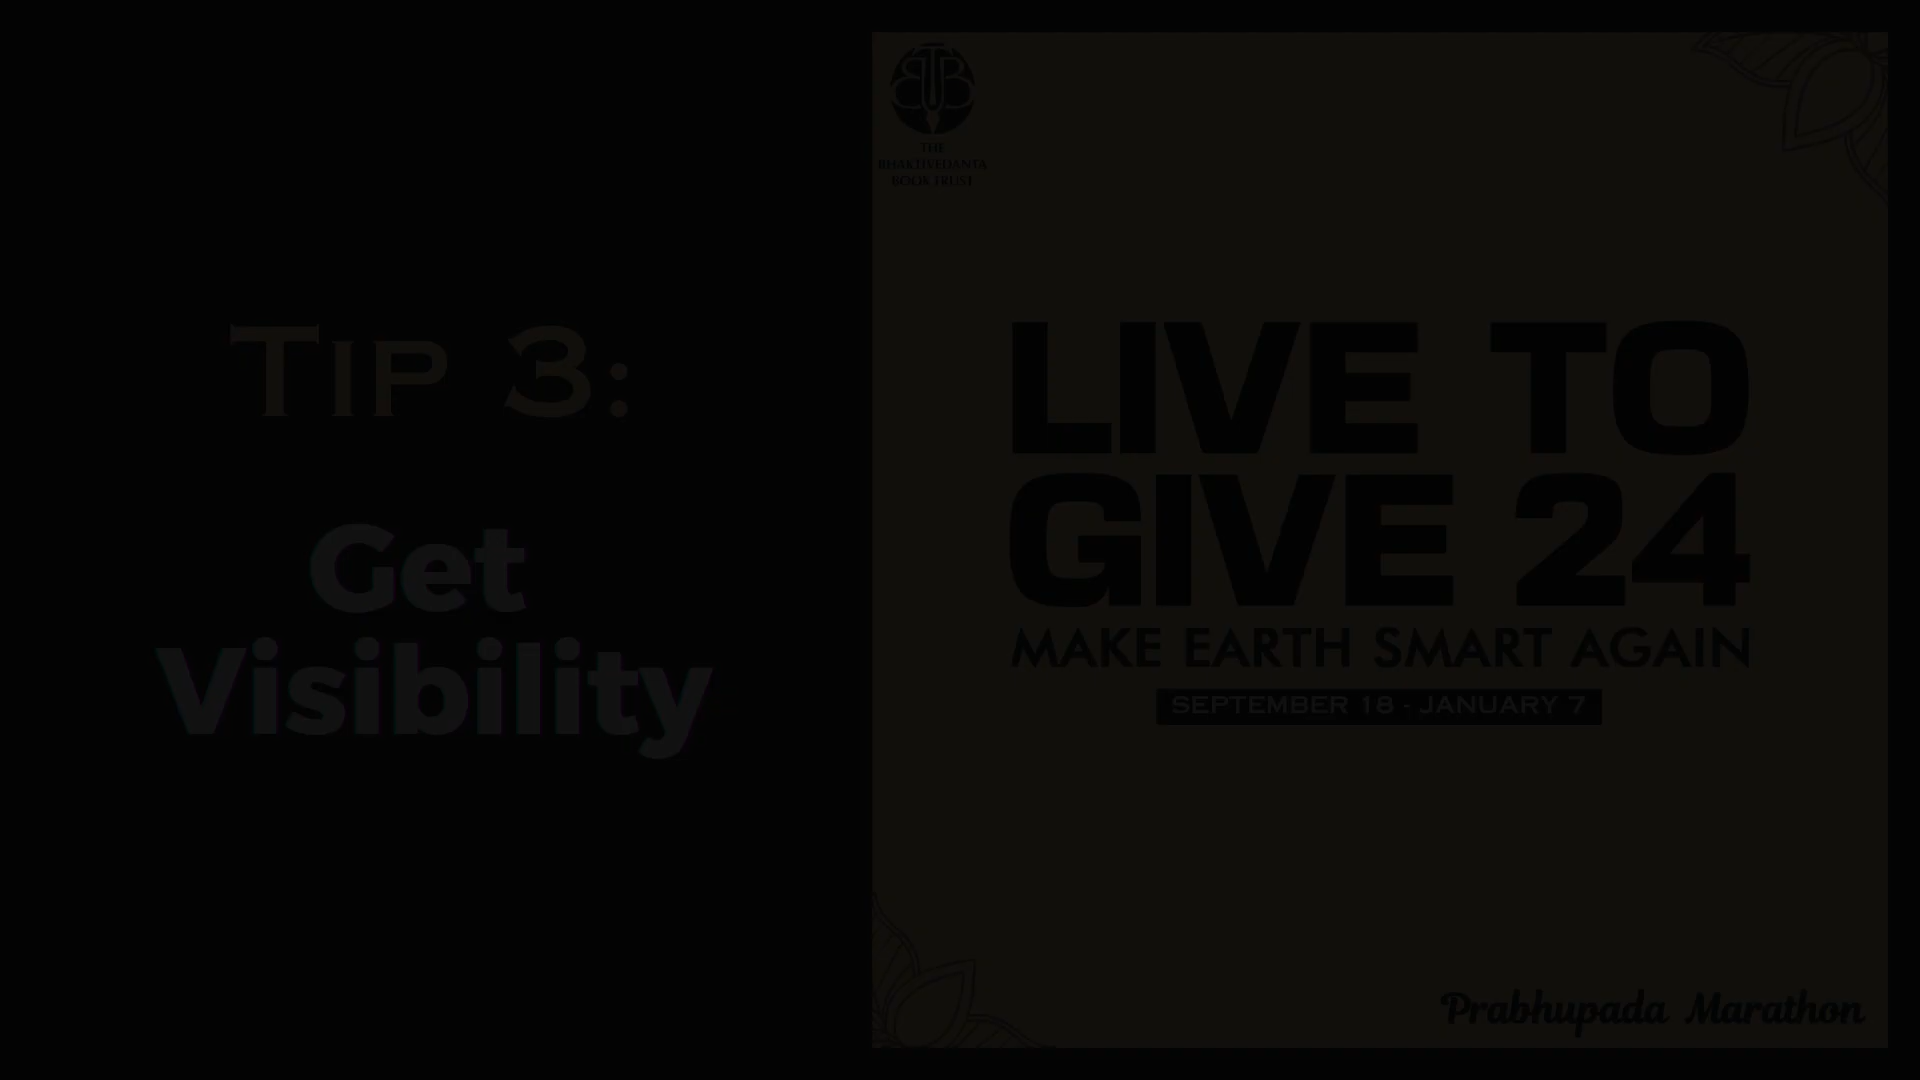 Tip 3:
Get
Visibility
THE
BHAKTIVEDANTA
BOOK TRUST
LIVE TO
GIVE 24
MAKE EARTH SMART AGAIN
SEPTEMBER 18 - JANUARY 7
Prabhupada Marathon